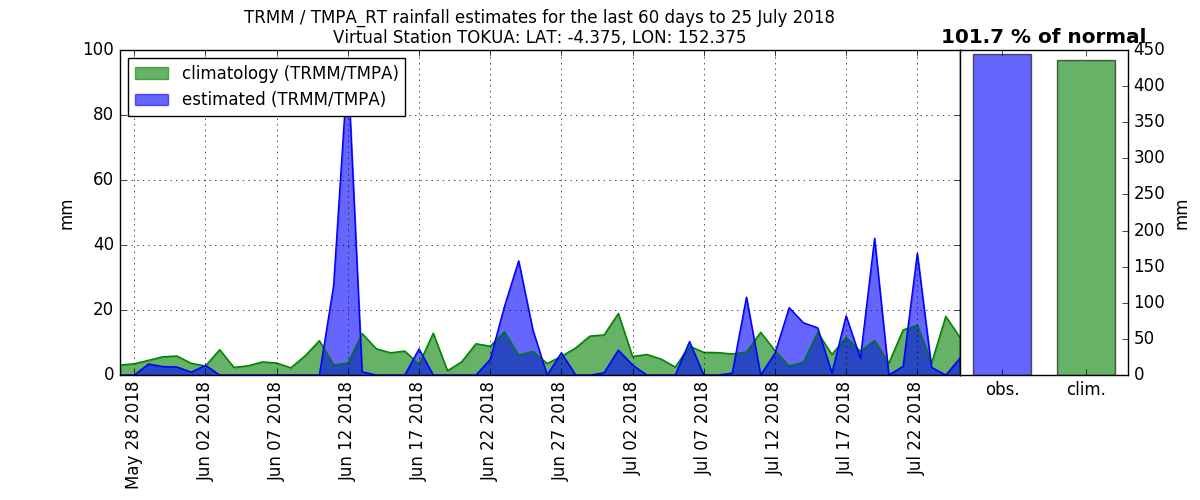 TRMM / TMPA_RT rainfall estimates for the last 60 days to 25 July 2018
Virtual Station TOKUA: LAT: -4.375, LON: 152.375
101.7 % of normal
climatology (TRMM/TMPA)
estimated (TRMM/TMPA)
100
80
60
40
20
0
mm
May 28 2018
Jun 02 2018
Jun 07 2018
Jun 12 2018
Jun 17 2018
Jun 22 2018
Jun 27 2018
Jul 02 2018
Jul 07 2018
Jul 12 2018
Jul 17 2018
Jul 22 2018
450
400
350
300
250
200
150
100
50
0
mm
obs.
clim.